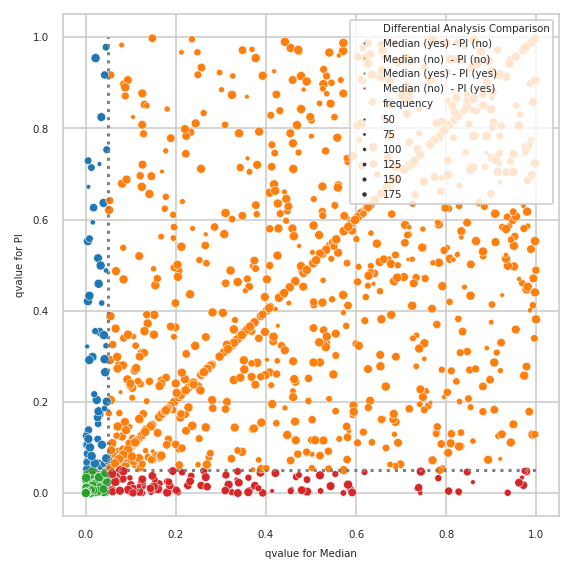 Differential Analysis Comparison
Median (yes) - PI (no)
Median (no)  - PI (no)
Median (yes) - PI (yes)
Median (no)  - PI (yes)
frequency
50
75
100
125
150
175
1.0
0.8
0.6
0.4
0.2
0.0
qvalue for PI
0.0 0.2 0.4 0.6 0.8 1.0
qvalue for Median